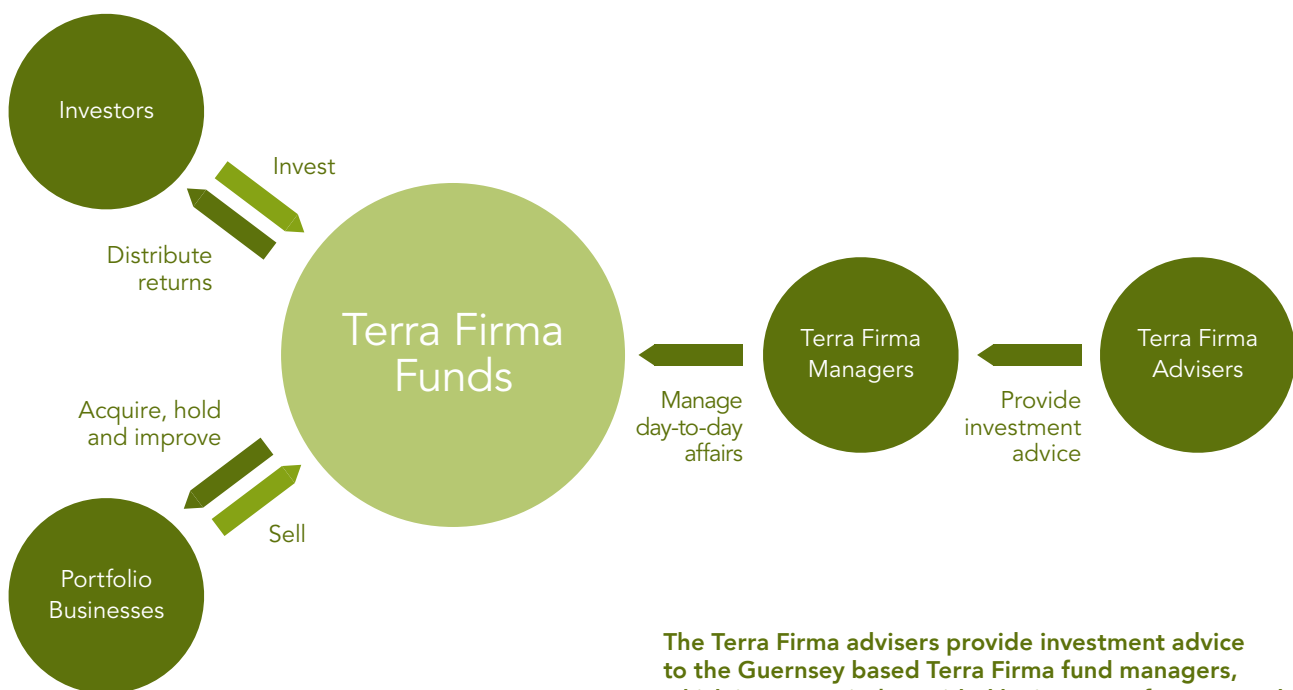 Investors
Invest
Distribute
returns
Terra Firma
Funds
Terra Firma
Managers
Terra Firma
Advisers
Manage
day-to-day
affairs
Provide
investment
advice
Acquire, hold
and improve
Sell
Portfolio
Businesses
The Terra Firma advisers provide investment advice
to the Guernsey based Terra Firma fund managers,